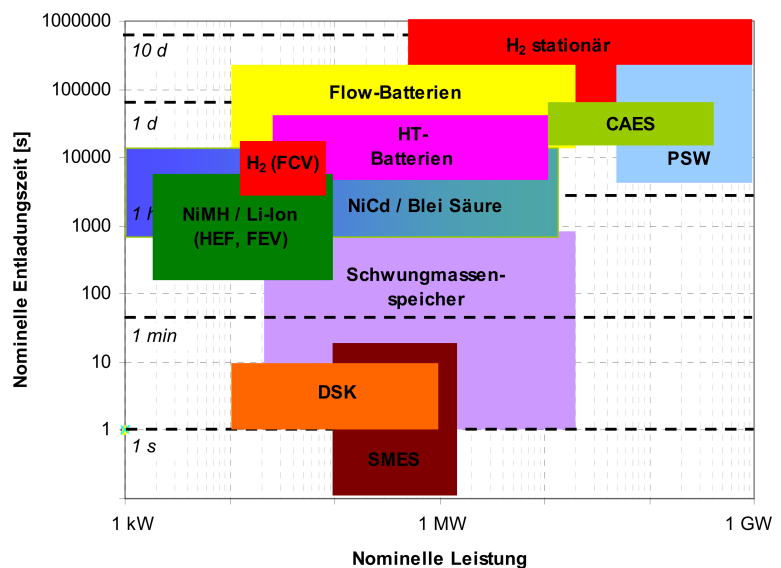 1000000
10 d
H2 stationär
100000
Flow-Batterien
1 d
CAES
HT-
Batterien
10000
H2 (FCV)
PSW
1 h
NiMH / Li-Ion
(HEF, FEV)
NiCd / Blei Säure
1000
Schwungmassen-
speicher
100
1 min
10
DSK
1
1 s
SMES
1 kW
1 MW
1 GW
Nominelle Entladungszeit [s]
Nominelle Leistung